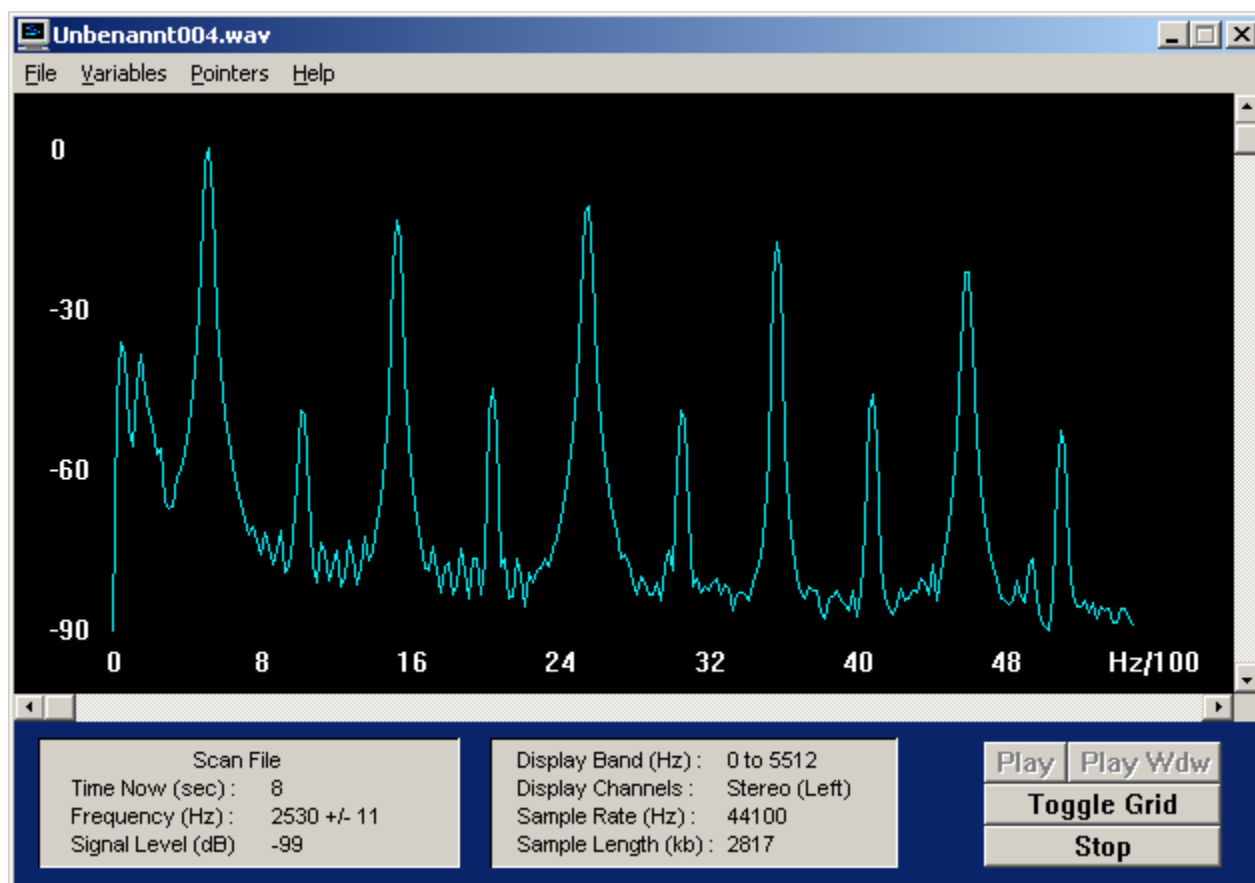 Unbenannt004.wav
File Variables Pointers Help
0
-30
-60
-90
0 8 16 24 32 40 48 Hz/100
Scan File
Time Now (sec) : 8
Frequency (Hz) : 2530 +/- 11
Signal Level (dB) -99
Display Band (Hz) : 0 to 5512
Display Channels : Stereo (Left)
Sample Rate (Hz) : 44100
Sample Length (kb) : 2817
Play Play Wdw
Toggle Grid
Stop